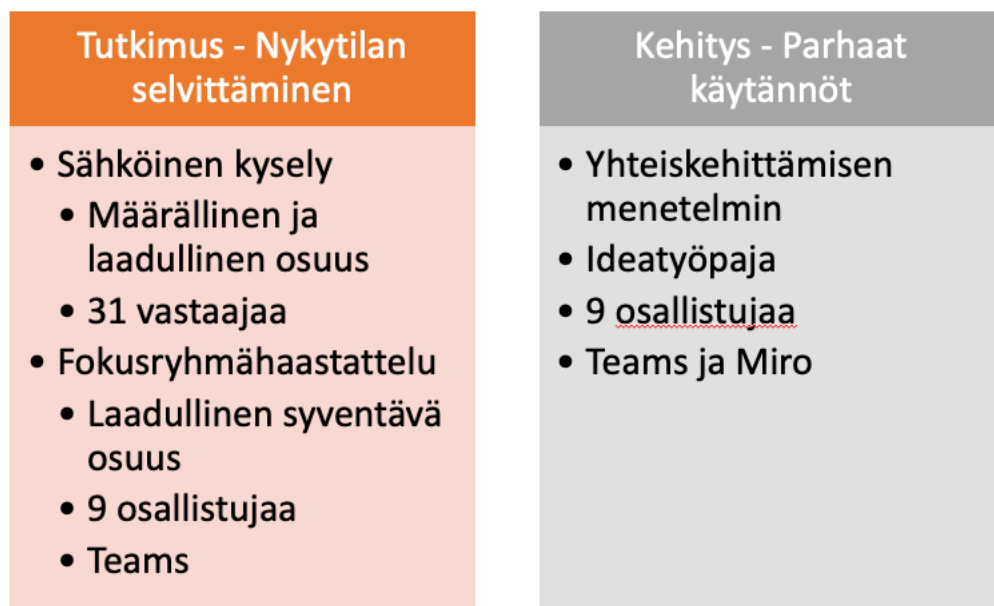 Tutkimus - Nykytilan
selvittäminen
• Sähköinen kysely
• Määrällinen ja
laadullinen osuus
• 31 vastaajaa
• Fokusryhmähaastattelu
• Laadullinen syventävä
osuus
• 9 osallistujaa
• Teams
Kehitys - Parhaat
käytännöt
• Yhteiskehittämisen
menetelmin
• Ideatyöpaja
• 9 osallistujaa
• Teams ja Miro